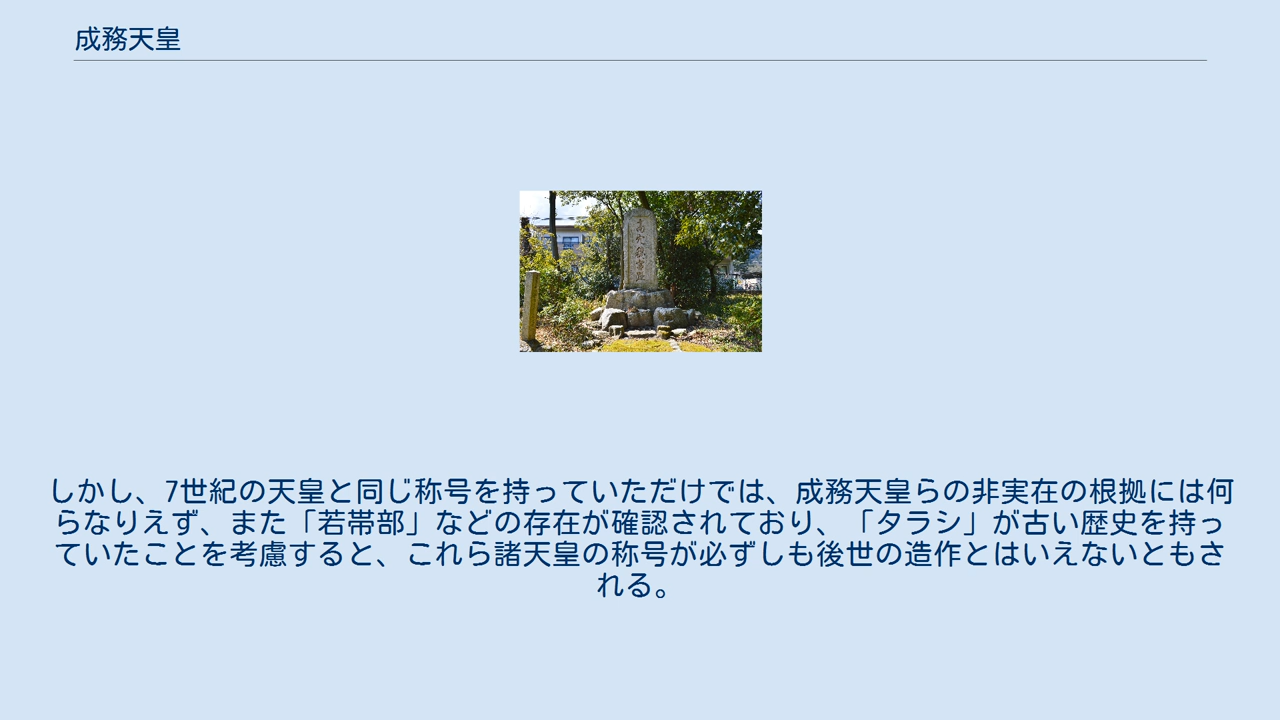 成務天皇
高穴穂宮址
しかし、7世紀の天皇と同じ称号を持っていただけでは、成務天皇らの非実在の根拠には何
らなりえず、また「若帯部」などの存在が確認されており、「タラシ」が古い歴史を持っ
ていたことを考慮すると、これら諸天皇の称号が必ずしも後世の造作とはいえないともさ
れる。